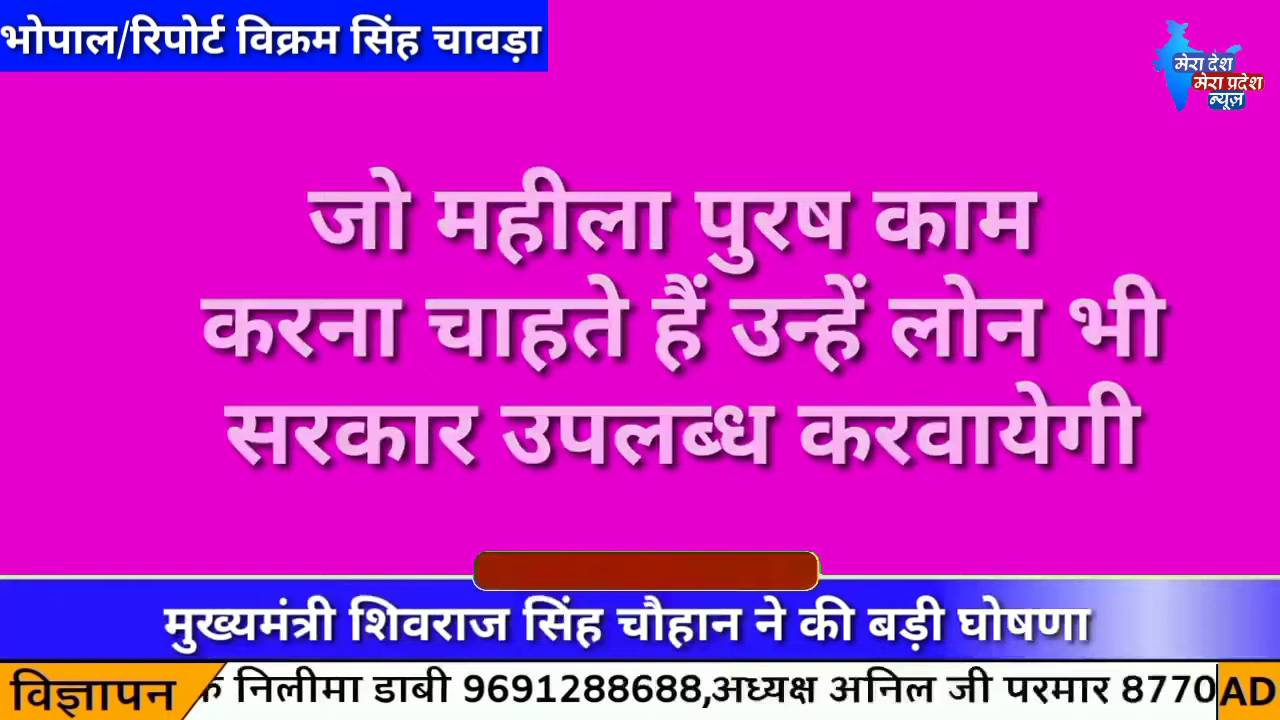 भोपाल/रिपोर्ट विक्रम सिंह चावड़ा
मेरा देश
मेरा प्रदेश
न्यूज़
जो महीला पुरष काम
करना चाहते हैं उन्हें लोन भी
सरकार उपलब्ध करवायेगी
मुख्यमंत्री शिवराज सिंह चौहान ने की बड़ी घोषणा
विज्ञापन निलीमा डाबी 9691288688,अध्यक्ष अनिल जी परमार 8770 AD